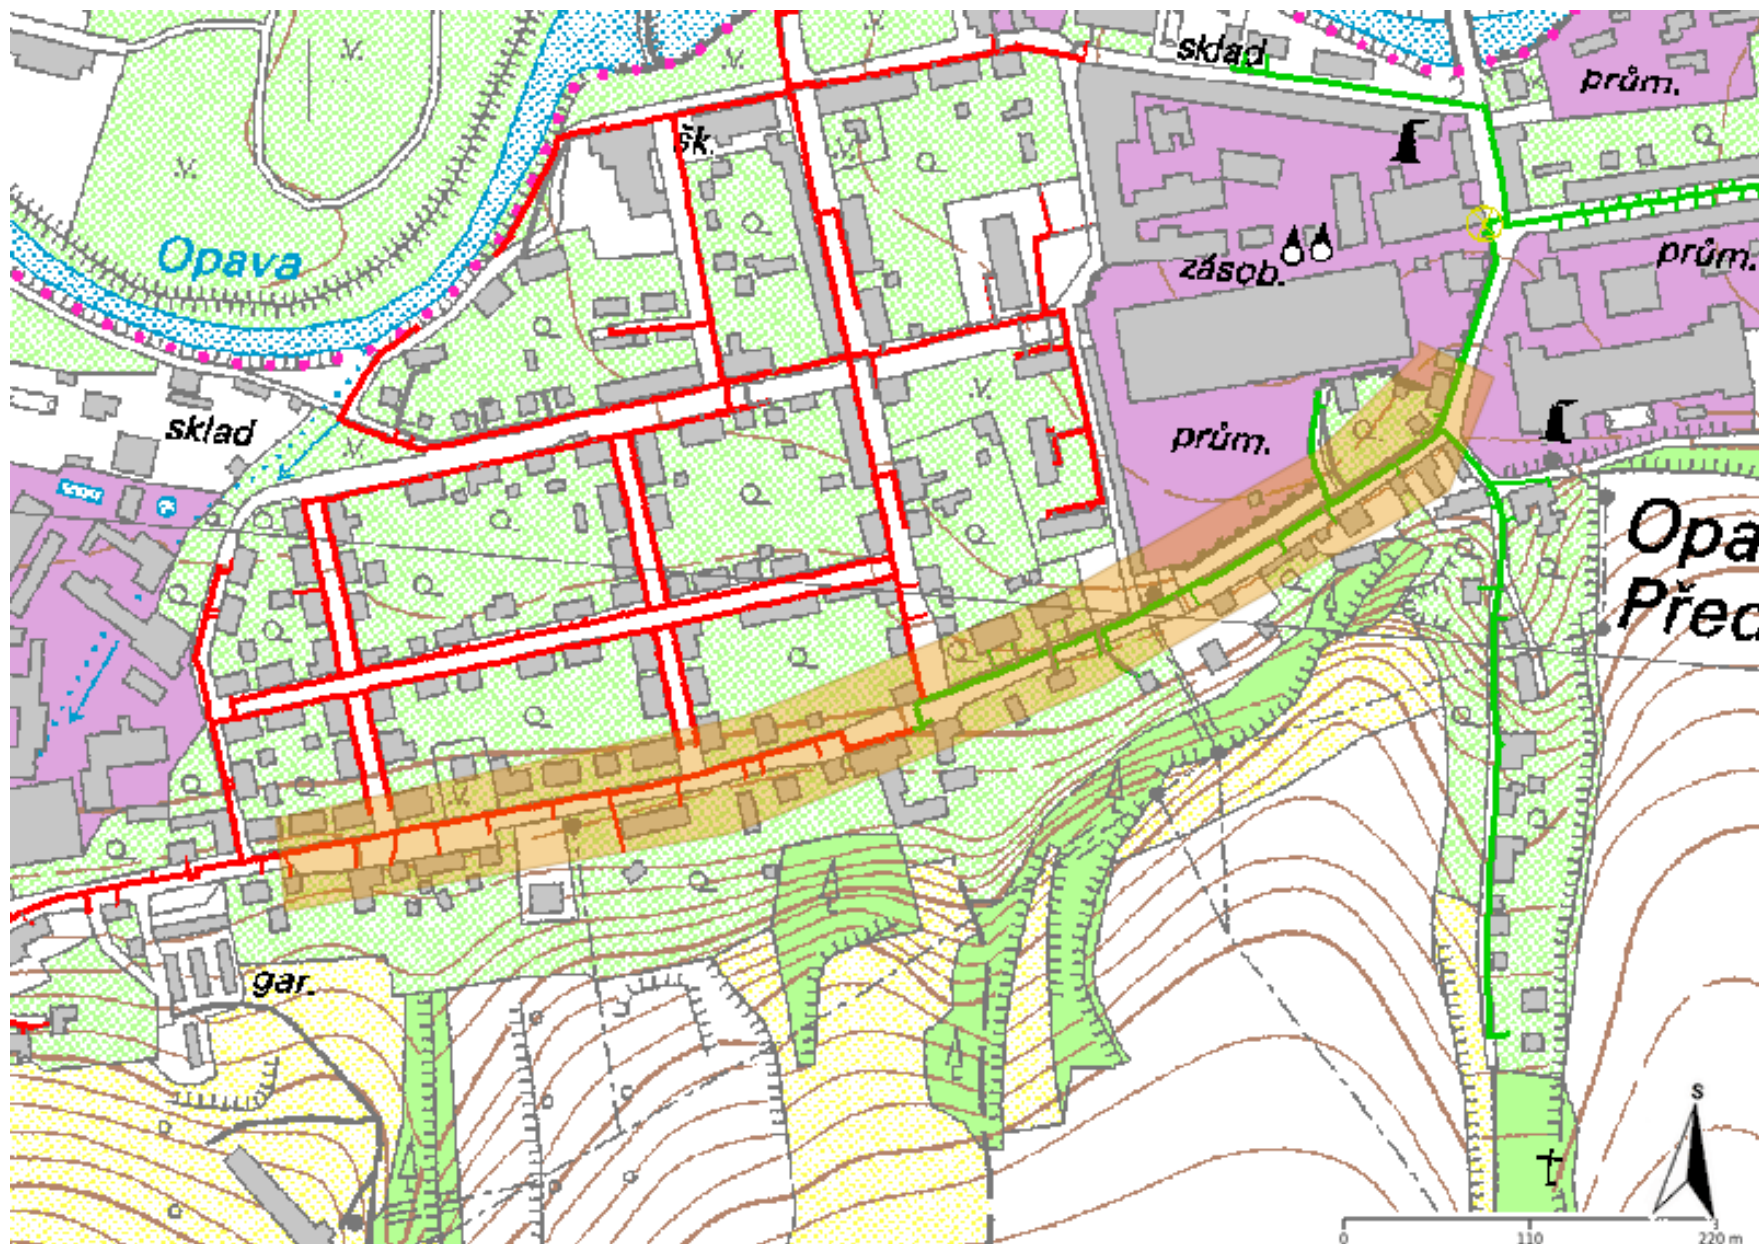 sklad
prům.
šk.
Opava
zásob.
prům.
sklad
prům.
Opa
Před
gar.
S
0 110 220 m